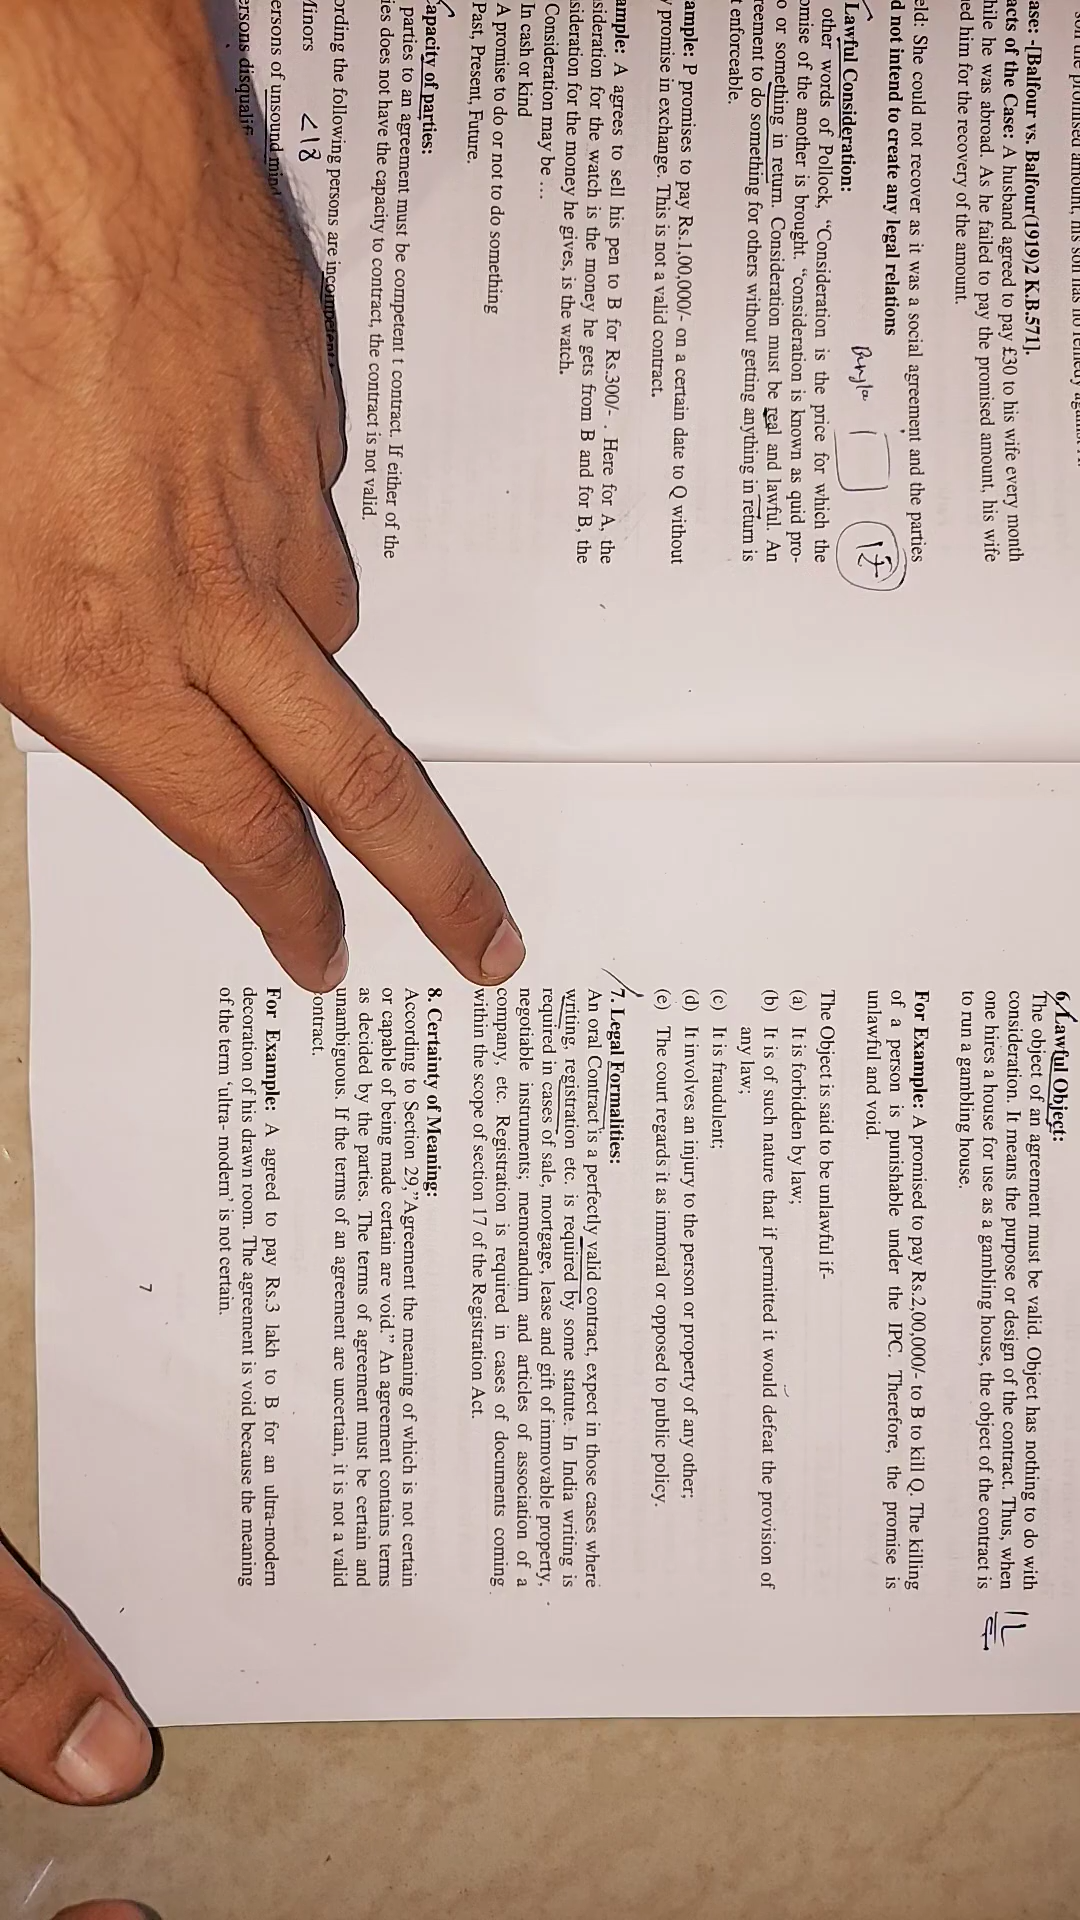 ase: -[Balfour vs. Balfour(1919)2 K.B.571].
acts of the Case: A husband agreed to pay £30 to his wife every month
hile he was abroad. As he failed to pay the promised amount, his wife
ed him for the recovery of the amount.
eld: She could not recover as it was a social agreement and the parties
d not intend to create any legal relations
Lawful Consideration:
other words of Pollock, “Consideration is the price for which the
omise of the another is brought. “consideration is known as quid pro-
o or something in return. Consideration must be real and lawful. An
reement to do something for others without getting anything in return is
t enforceable.
ample: P promises to pay Rs.1,00,000/- on a certain date to Q without
y promise in exchange. This is not a valid contract.
ample: A agrees to sell his pen to B for Rs.300/- . Here for A, the
sideration for the watch is the money he gets from B and for B, the
sideration for the money he gives, is the watch.
Consideration may be ...
In cash or kind
A promise to do or not to do something
Past, Present, Future.
apacity of parties:
parties to an agreement must be competent t contract. If either of the
ies does not have the capacity to contract, the contract is not valid.
ording the following persons are incompetent
Minors <18
ersons of unsound mind
ersons disqualifi
17
6. Lawful Object:
The object of an agreement must be valid. Object has nothing to do with
consideration. It means the purpose or design of the contract. Thus, when
one hires a house for use as a gambling house, the object of the contract is
to run a gambling house.
For Example: A promised to pay Rs.2,00,000/- to B to kill Q. The killing
of a person is punishable under the IPC. Therefore, the promise is
unlawful and void.
The Object is said to be unlawful if-
(a) It is forbidden by law;
(b) It is of such nature that if permitted it would defeat the provision of
any law;
(c) It is fraudulent;
(d) It involves an injury to the person or property of any other;
(e) The court regards it as immoral or opposed to public policy.
7. Legal Formalities:
An oral Contract is a perfectly valid contract, expect in those cases where
writing, registration etc. is required by some statute. In India writing is
required in cases of sale, mortgage, lease and gift of immovable property,
negotiable instruments; memorandum and articles of association of a
company, etc. Registration is required in cases of documents coming
within the scope of section 17 of the Registration Act.
8. Certainty of Meaning:
According to Section 29,”Agreement the meaning of which is not certain
or capable of being made certain are void.” An agreement contains terms
as decided by the parties. The terms of agreement must be certain and
unambiguous. If the terms of an agreement are uncertain, it is not a valid
contract.
For Example: A agreed to pay Rs.3 lakh to B for an ultra-modern
decoration of his drawn room. The agreement is void because the meaning
of the term ‘ultra- modern’ is not certain.
7